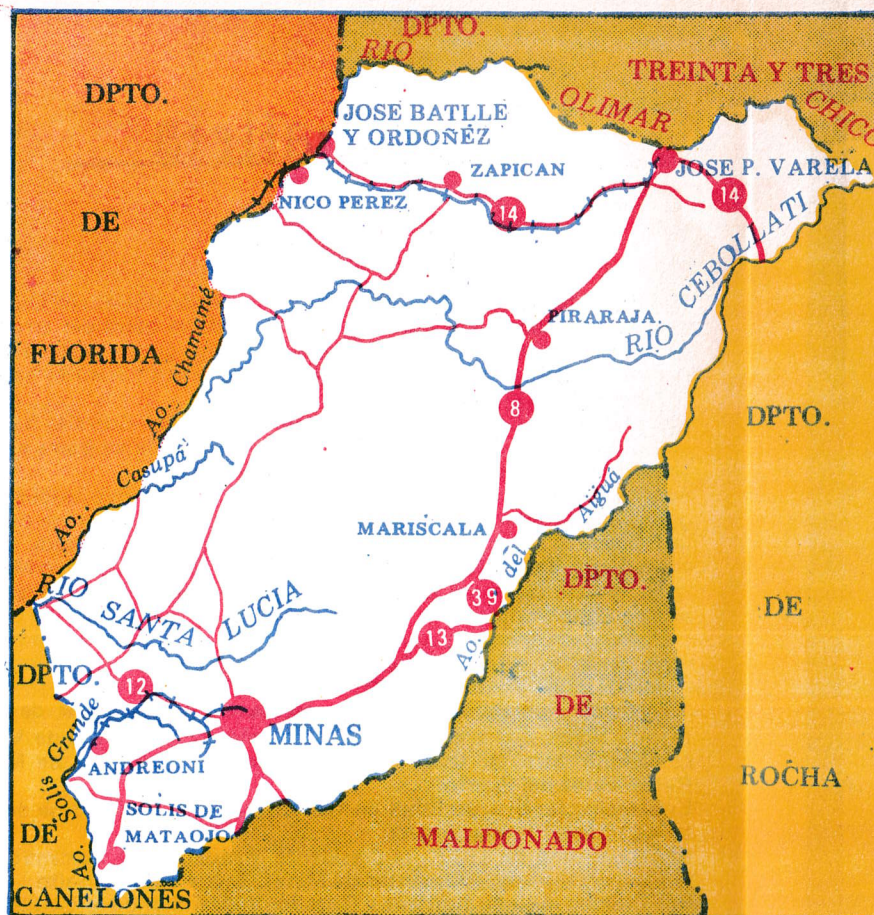 DPTO.
RIO
DPTO.
TREINTA Y TRES
OLIMAR
CHICO
JOSE BATLLE
Y ORDOÑÉZ
ZAPICAN
JOSE P. VARELA
NICO PEREZ
14
14
DE
CEBOLLATI
RIO
PIRARAJA
FLORIDA
Ao. Chamamé
8
DPTO.
Ao. Casupá
MARISCALA
Ao. del Aiguá
DPTO.
39
13
DE
RIO SANTA LUCIA
DPTO.
12
DE
MINAS
Ao. Solis Grande
ANDREONI
ROCHA
SOLIS DE
MATAOJO
DE
MALDONADO
CANELONES